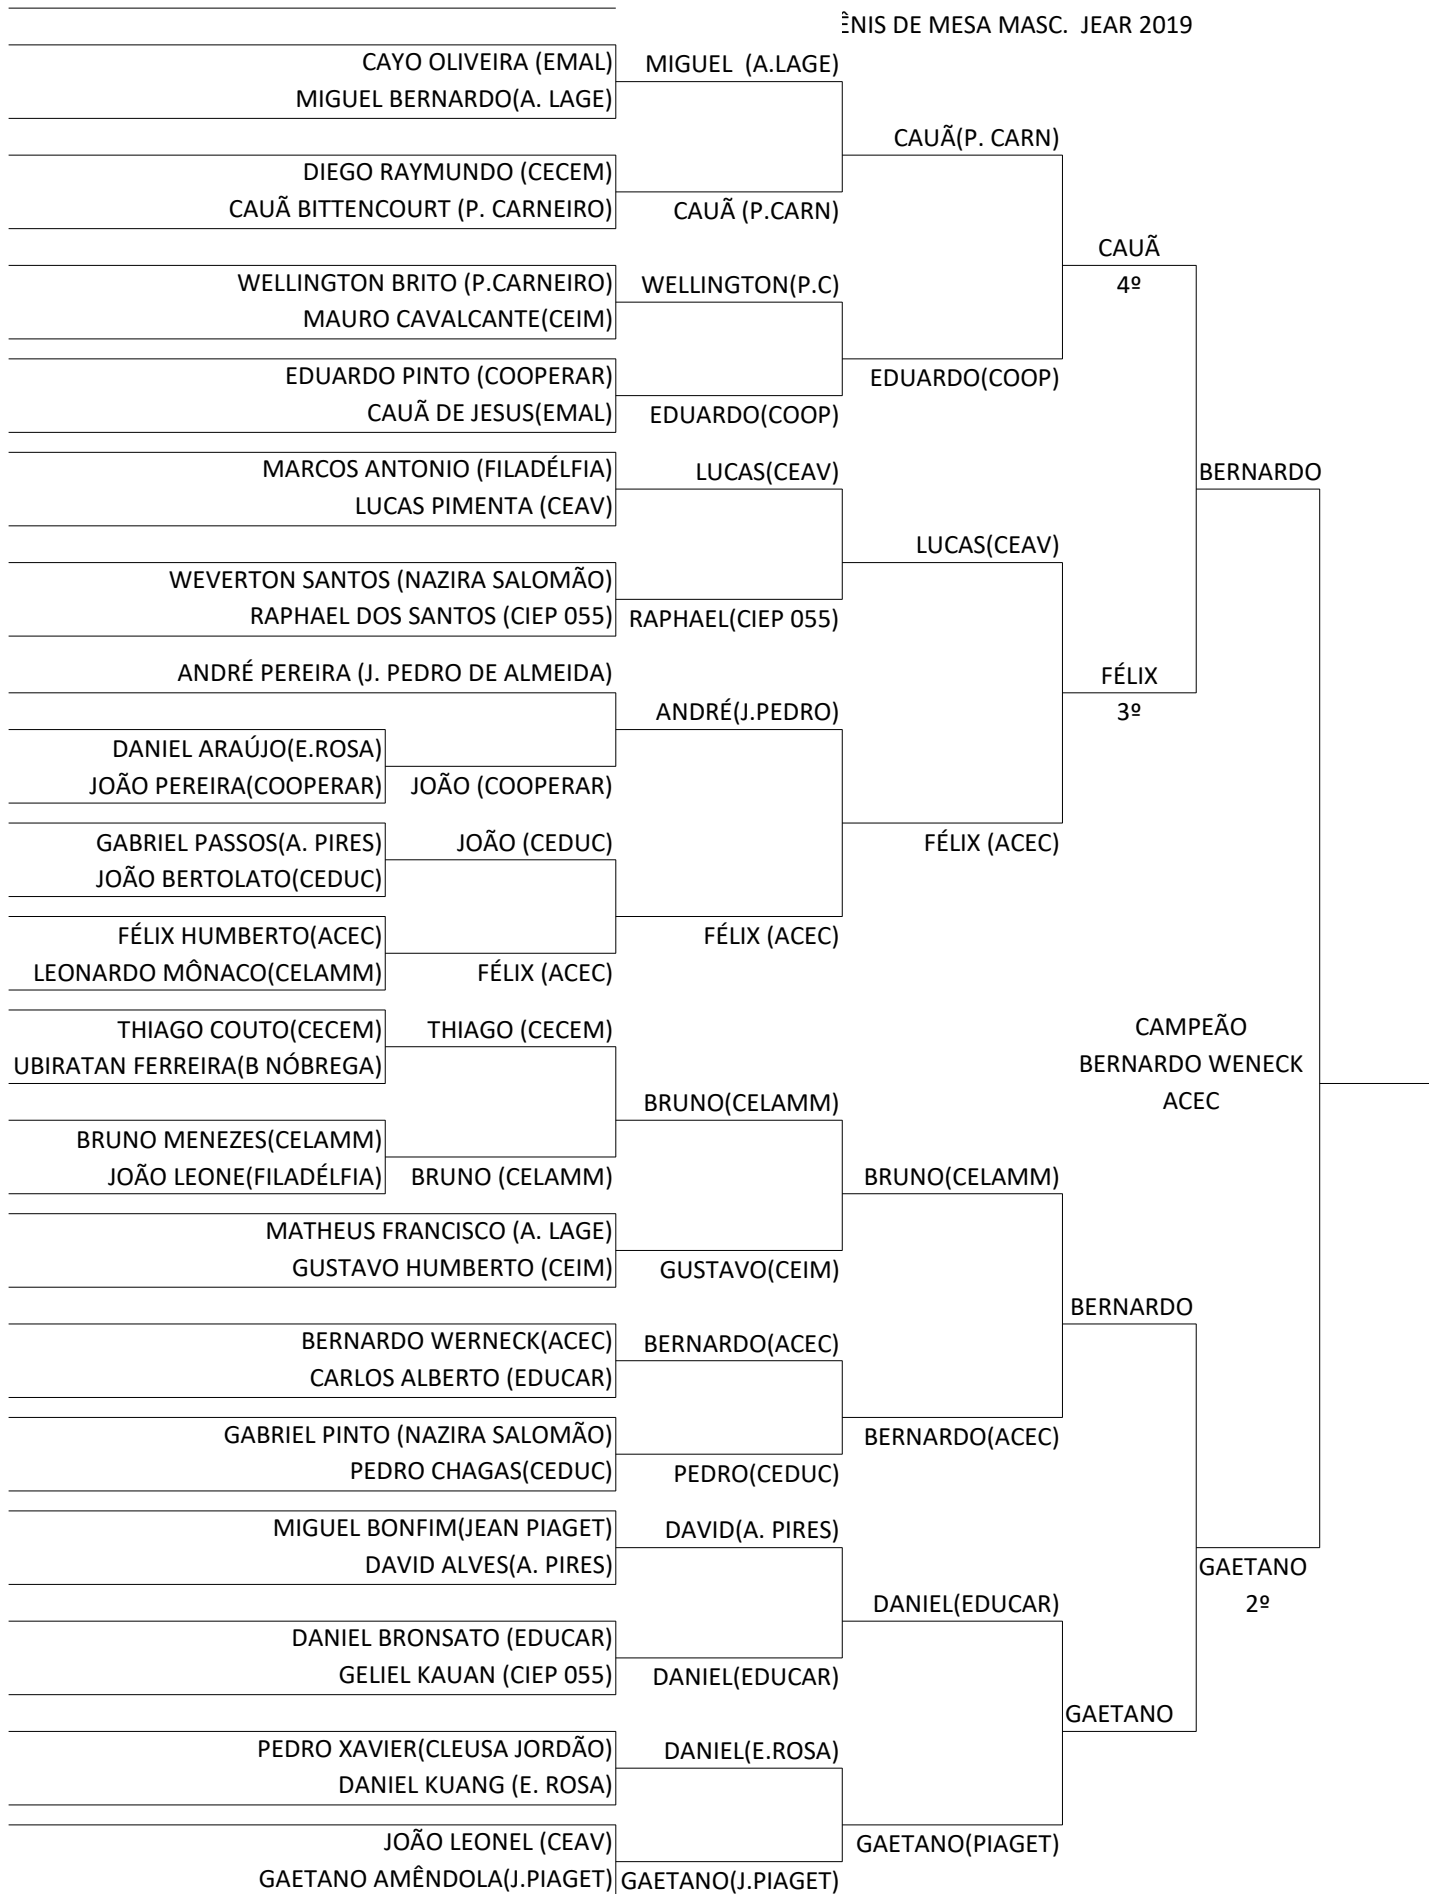 ÊNIS DE MESA MASC.  JEAR 2019
CAYO OLIVEIRA (EMAL)
MIGUEL  (A.LAGE)
MIGUEL BERNARDO(A. LAGE)
CAUÃ(P. CARN)
DIEGO RAYMUNDO (CECEM)
CAUÃ BITTENCOURT (P. CARNEIRO)
CAUÃ (P.CARN)
CAUÃ
WELLINGTON BRITO (P.CARNEIRO)
WELLINGTON(P.C)
4º
MAURO CAVALCANTE(CEIM)
EDUARDO PINTO (COOPERAR)
EDUARDO(COOP)
CAUÃ DE JESUS(EMAL)
EDUARDO(COOP)
MARCOS ANTONIO (FILADÉLFIA)
LUCAS(CEAV)
BERNARDO
LUCAS PIMENTA (CEAV)
LUCAS(CEAV)
WEVERTON SANTOS (NAZIRA SALOMÃO)
RAPHAEL DOS SANTOS (CIEP 055)
RAPHAEL(CIEP 055)
ANDRÉ PEREIRA (J. PEDRO DE ALMEIDA)
FÉLIX
ANDRÉ(J.PEDRO)
3º
DANIEL ARAÚJO(E.ROSA)
JOÃO PEREIRA(COOPERAR)
JOÃO (COOPERAR)
GABRIEL PASSOS(A. PIRES)
JOÃO (CEDUC)
FÉLIX (ACEC)
JOÃO BERTOLATO(CEDUC)
FÉLIX HUMBERTO(ACEC)
FÉLIX (ACEC)
LEONARDO MÔNACO(CELAMM)
FÉLIX (ACEC)
THIAGO COUTO(CECEM)
THIAGO (CECEM)
CAMPEÃO
UBIRATAN FERREIRA(B NÓBREGA)
BERNARDO WENECK
BRUNO(CELAMM)
ACEC
BRUNO MENEZES(CELAMM)
JOÃO LEONE(FILADÉLFIA)
BRUNO (CELAMM)
BRUNO(CELAMM)
MATHEUS FRANCISCO (A. LAGE)
GUSTAVO HUMBERTO (CEIM)
GUSTAVO(CEIM)
BERNARDO
BERNARDO WERNECK(ACEC)
BERNARDO(ACEC)
CARLOS ALBERTO (EDUCAR)
GABRIEL PINTO (NAZIRA SALOMÃO)
BERNARDO(ACEC)
PEDRO CHAGAS(CEDUC)
PEDRO(CEDUC)
MIGUEL BONFIM(JEAN PIAGET)
DAVID(A. PIRES)
DAVID ALVES(A. PIRES)
GAETANO
DANIEL(EDUCAR)
2º
DANIEL BRONSATO (EDUCAR)
GELIEL KAUAN (CIEP 055)
DANIEL(EDUCAR)
GAETANO
PEDRO XAVIER(CLEUSA JORDÃO)
DANIEL(E.ROSA)
DANIEL KUANG (E. ROSA)
JOÃO LEONEL (CEAV)
GAETANO(PIAGET)
GAETANO AMÊNDOLA(J.PIAGET)
GAETANO(J.PIAGET)